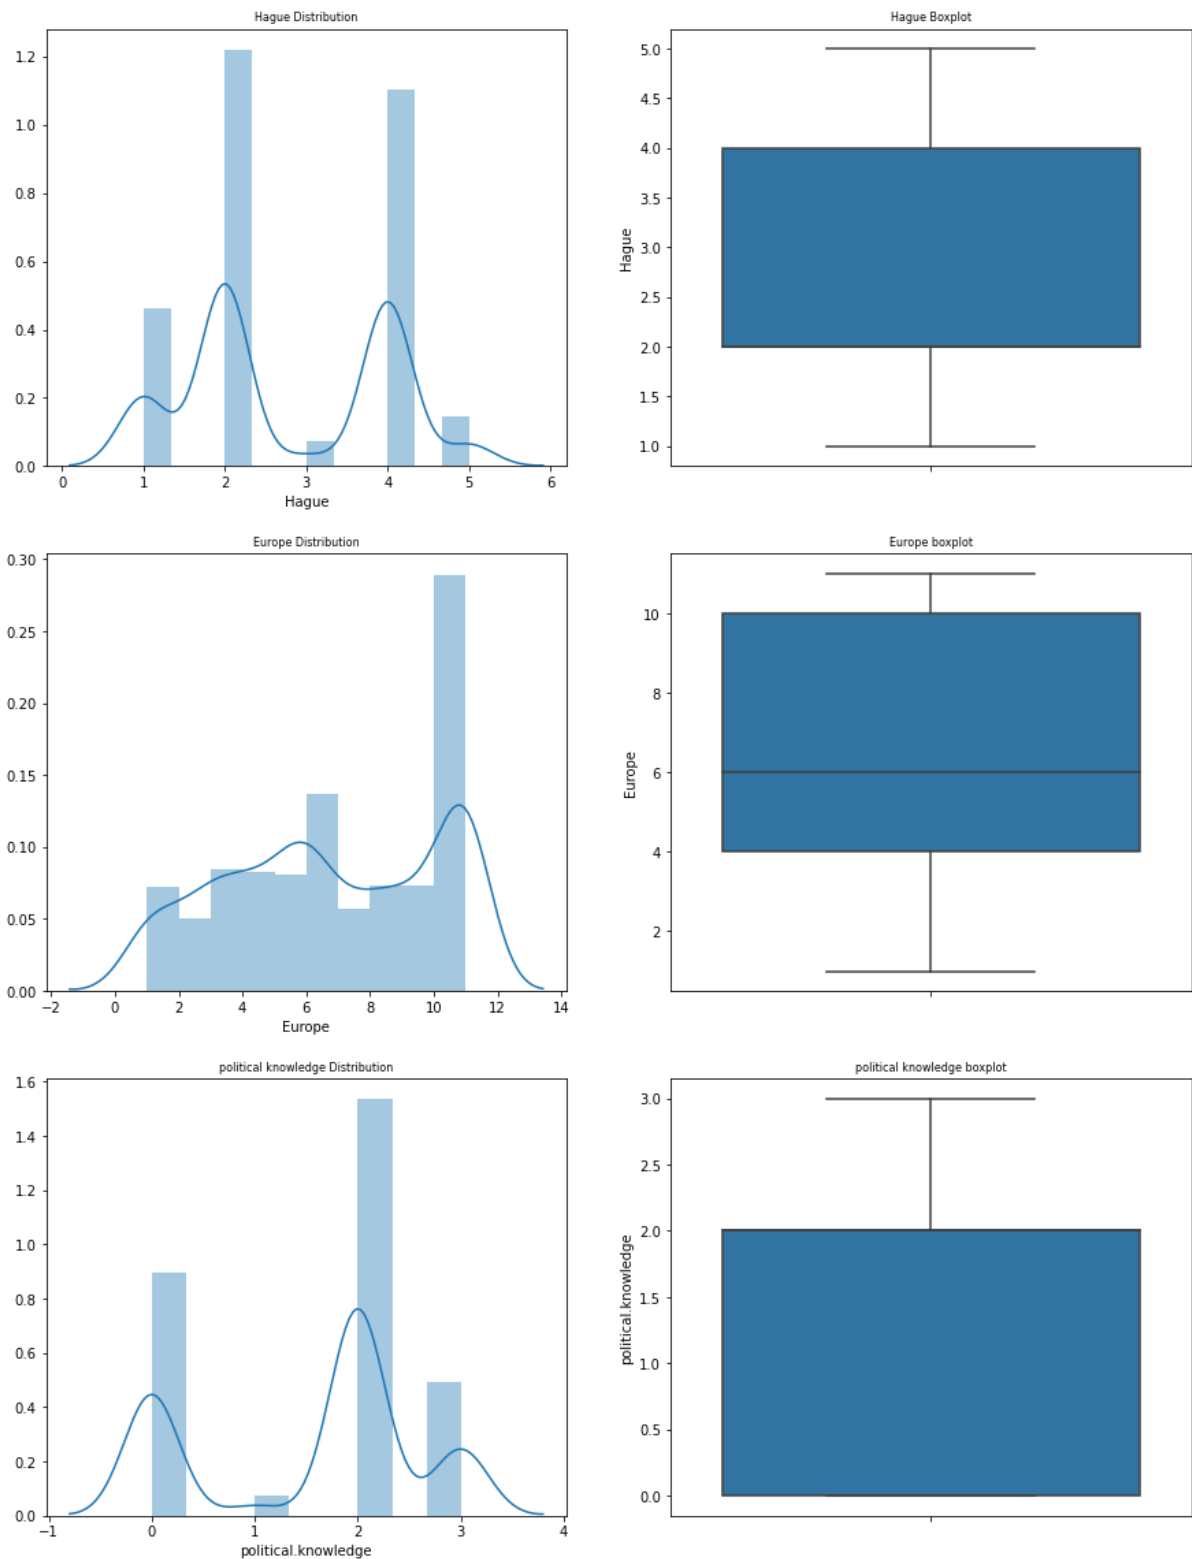 Hague Distribution
1.2
1.0
0.8
0.6
0.4
0.2
0.0
0 1 2 3 4 5 6
Hague
Hague Boxplot
5.0
4.5
4.0
3.5
3.0
2.5
2.0
1.5
1.0
Hague
Europe Distribution
0.30
0.25
0.20
0.15
0.10
0.05
0.00
−2 0 2 4 6 8 10 12 14
Europe
Europe boxplot
10
8
6
4
2
Europe
political knowledge Distribution
1.6
1.4
1.2
1.0
0.8
0.6
0.4
0.2
0.0
−1 0 1 2 3 4
political.knowledge
political knowledge boxplot
3.0
2.5
2.0
1.5
1.0
0.5
0.0
political.knowledge